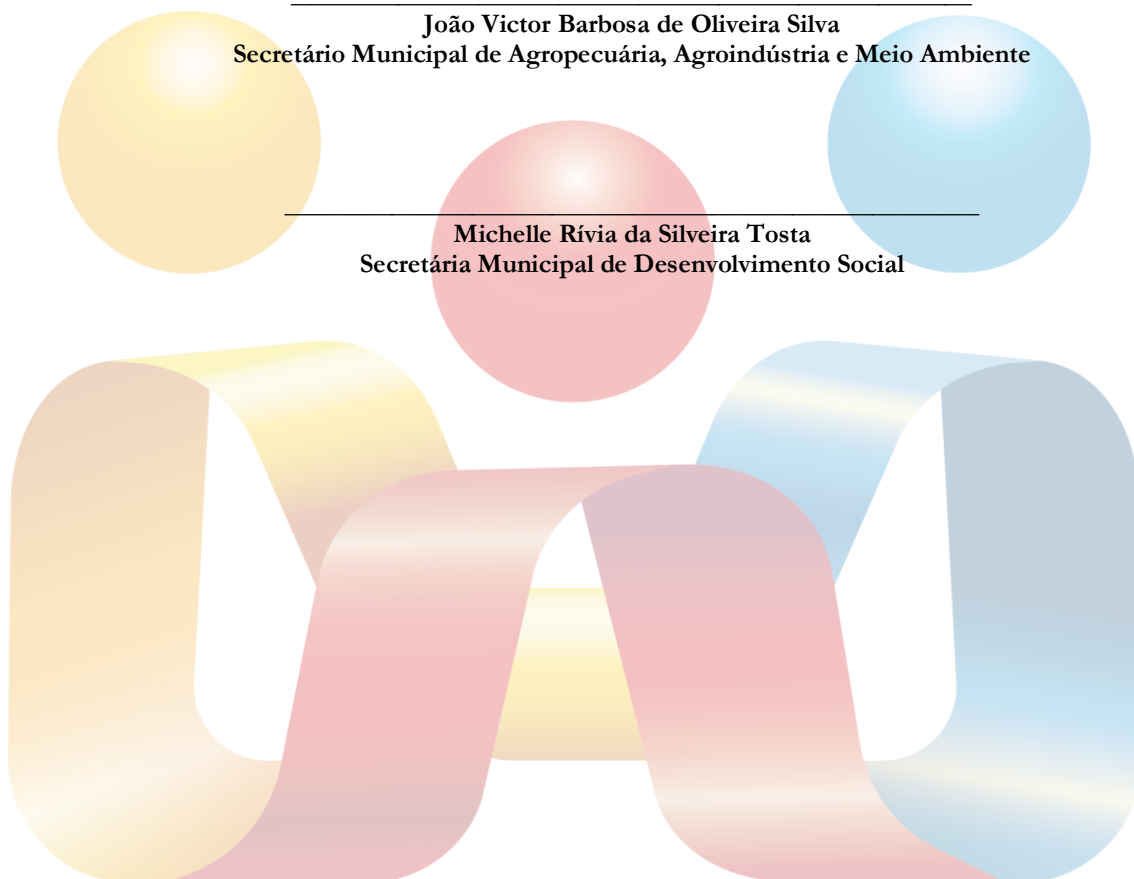 João Victor Barbosa de Oliveira Silva
Secretário Municipal de Agropecuária, Agroindústria e Meio Ambiente
Michelle Rívia da Silveira Tosta
Secretária Municipal de Desenvolvimento Social